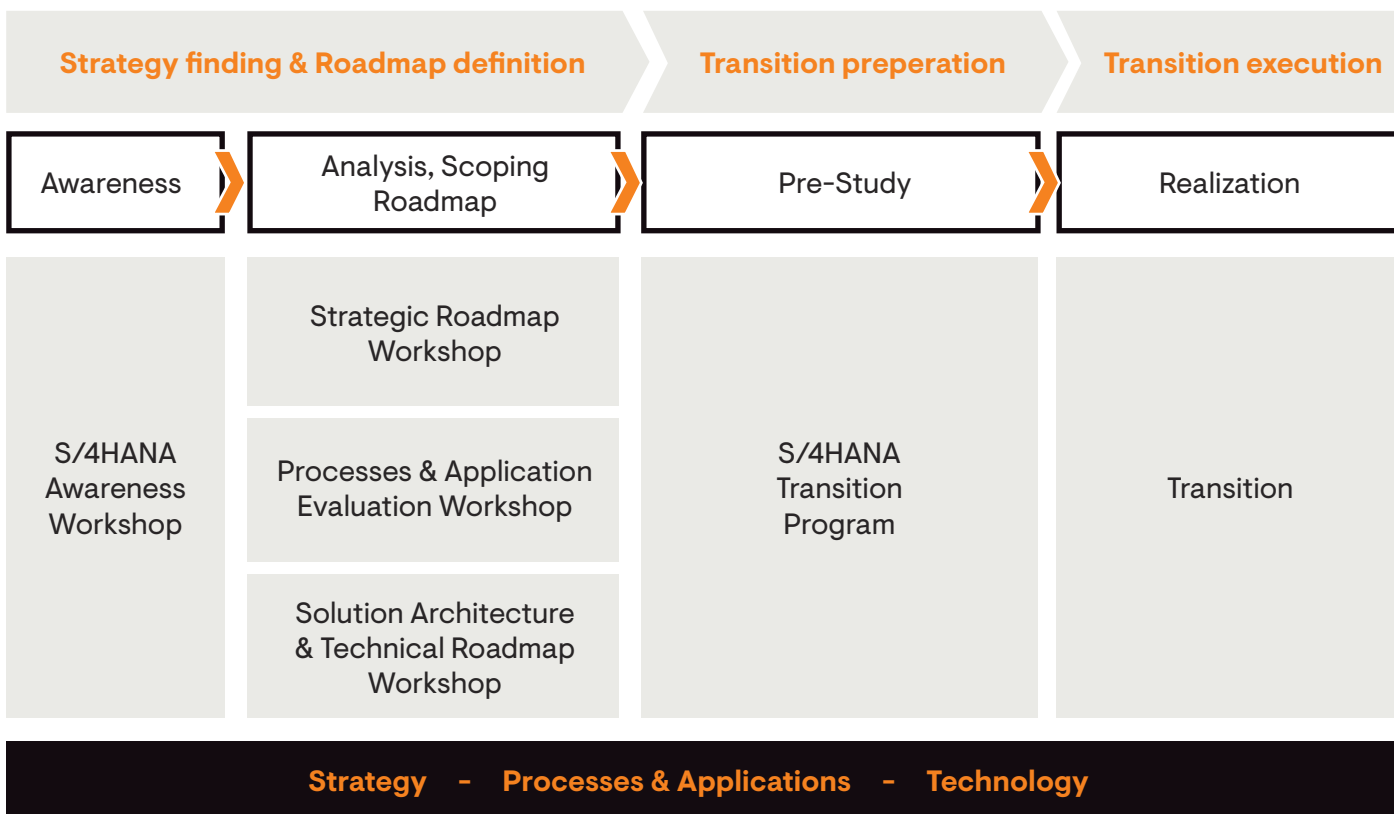 Strategy finding & Roadmap definition
Transition preperation
Transition execution
Awareness
Analysis, Scoping
Roadmap
Pre-Study
Realization
S/4HANA
Awareness
Workshop
Strategic Roadmap
Workshop
Processes & Application
Evaluation Workshop
Solution Architecture
& Technical Roadmap
Workshop
S/4HANA
Transition
Program
Transition
Strategy - Processes & Applications - Technology